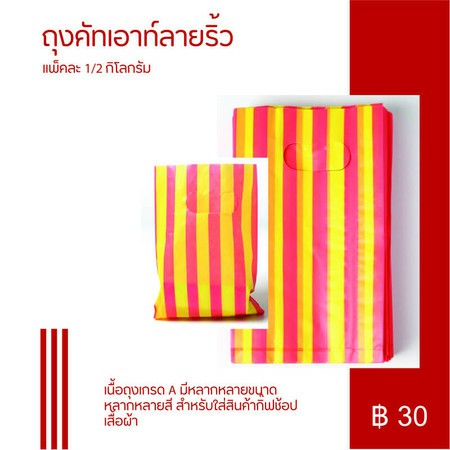 ถุงคัทเอาท์ลายริ้ว
แพ็คละ 1/2 กิโลกรัม
เนื้อถุงเกรด A มีหลากหลายขนาด
หลากหลายสี สำหรับใส่สินค้ากิ๊ฟช้อป
เสื้อผ้า
฿ 30